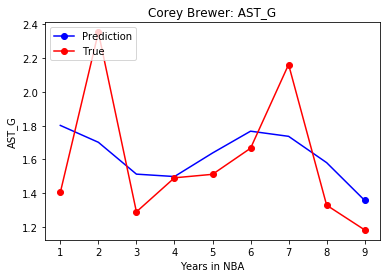 Corey Brewer: AST_G
Prediction
True
2.4
2.2
2.0
1.8
1.6
1.4
1.2
AST_G
1 2 3 4 5 6 7 8 9
Years in NBA